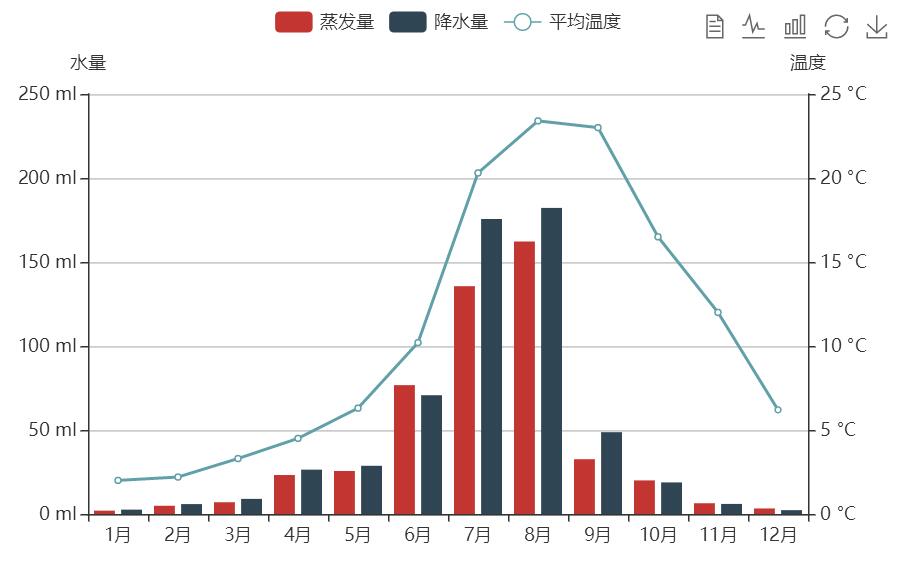 蒸发量 降水量 平均温度
水量 温度
250 ml 25 °C
200 ml 20 °C
150 ml 15 °C
100 ml 10 °C
50 ml 5 °C
0 ml 0 °C
1月 2月 3月 4月 5月 6月 7月 8月 9月 10月 11月 12月